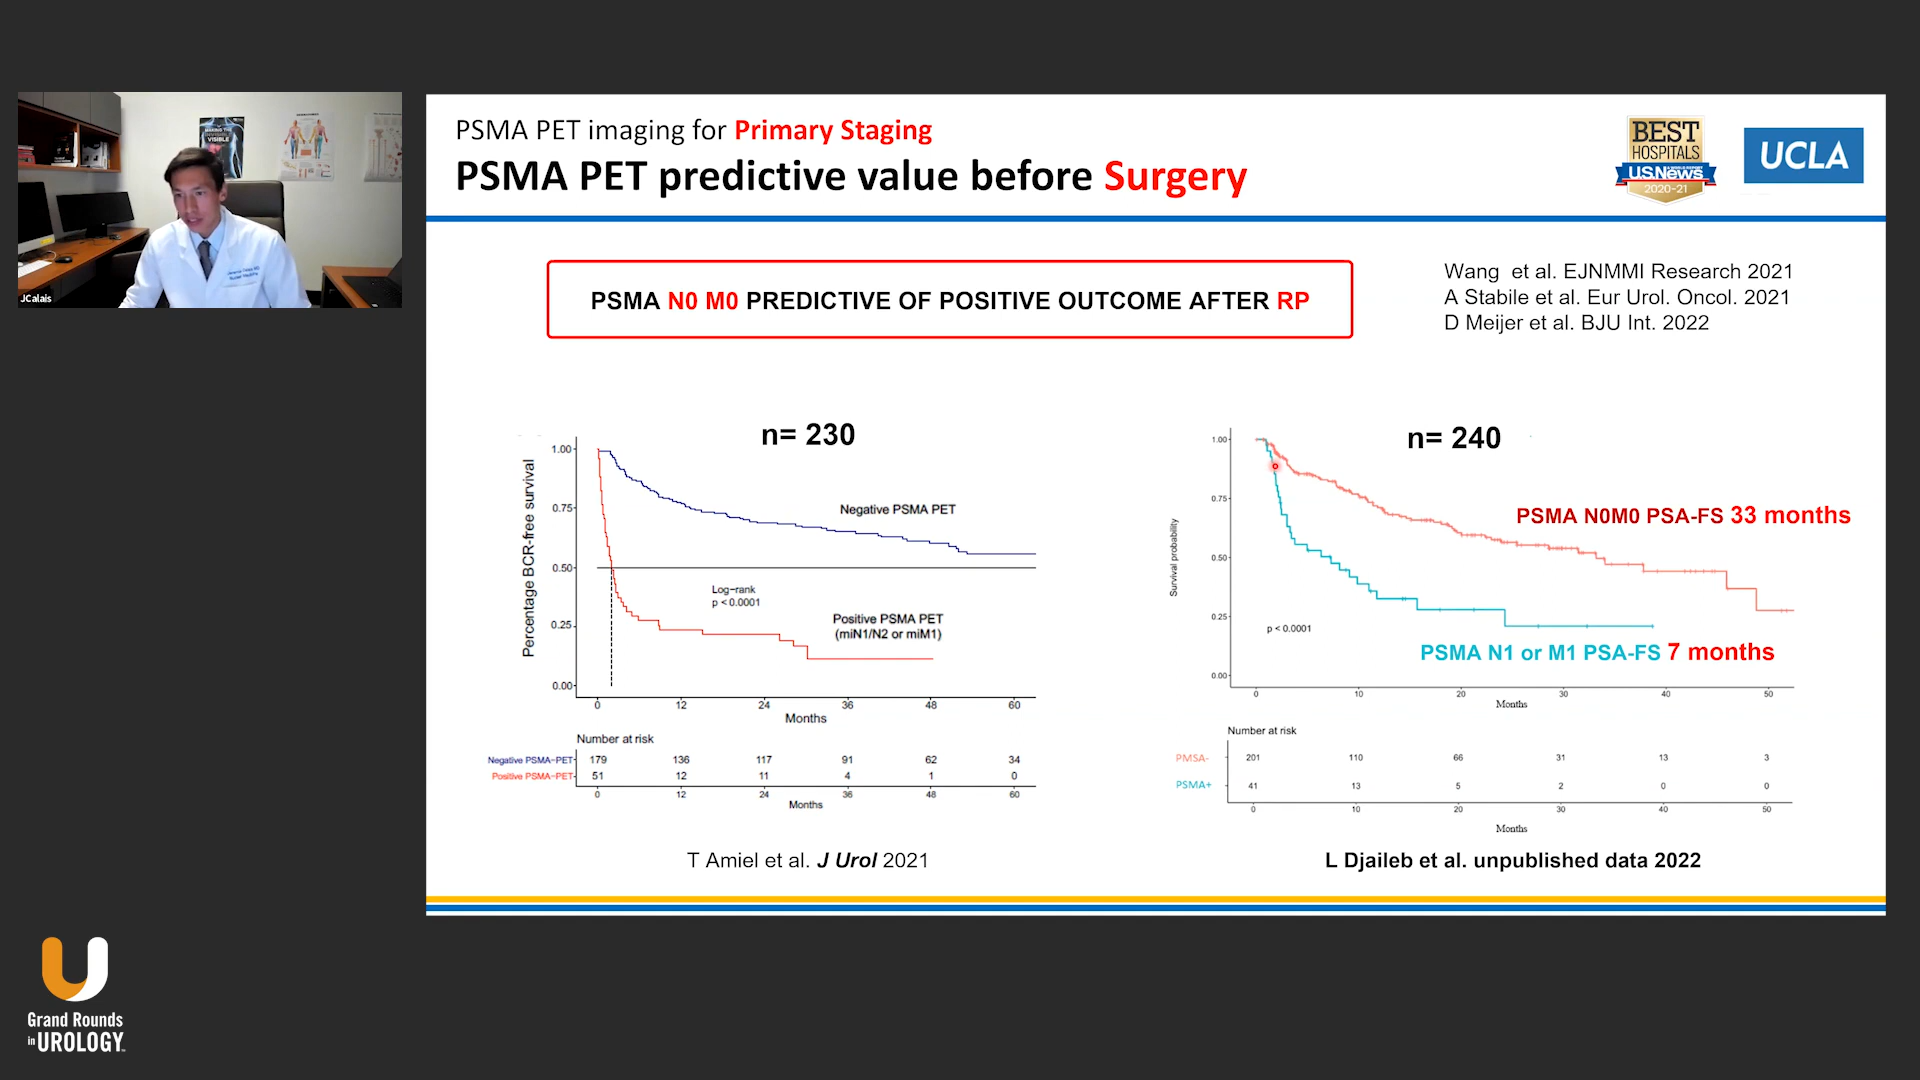 MAKING THE
INVISIBLE
VISIBLE
JCalais
PSMA PET imaging for Primary Staging
PSMA PET predictive value before Surgery
BEST
HOSPITALS
U.S.News
2020-21
UCLA
PSMA N0 M0 PREDICTIVE OF POSITIVE OUTCOME AFTER RP
Wang et al. EJNMMI Research 2021
A Stabile et al. Eur Urol. Oncol. 2021
D Meijer et al. BJU Int. 2022
n= 230
Percentage BCR-free survival
1.00
0.75
0.50
0.25
0.00
Negative PSMA PET
Log-rank
p < 0.0001
Positive PSMA PET
(miN1/N2 or miM1)
0 12 24 36 48 60
Months
Number at risk
Negative PSMA-PET 179 136 117 91 62 34
Positive PSMA-PET 51 12 11 4 1 0
0 12 24 36 48 60
Months
T Amiel et al. J Urol 2021
n= 240
Survival probability
1.00
0.75
0.50
0.25
0.00
PSMA N0M0 PSA-FS 33 months
p < 0.0001
PSMA N1 or M1 PSA-FS 7 months
0 10 20 30 40 50
Months
Number at risk
PMSA- 201 110 66 31 13 3
PSMA+ 41 13 5 2 0 0
0 10 20 30 40 50
Months
L Djaileb et al. unpublished data 2022
Grand Rounds
in UROLOGY